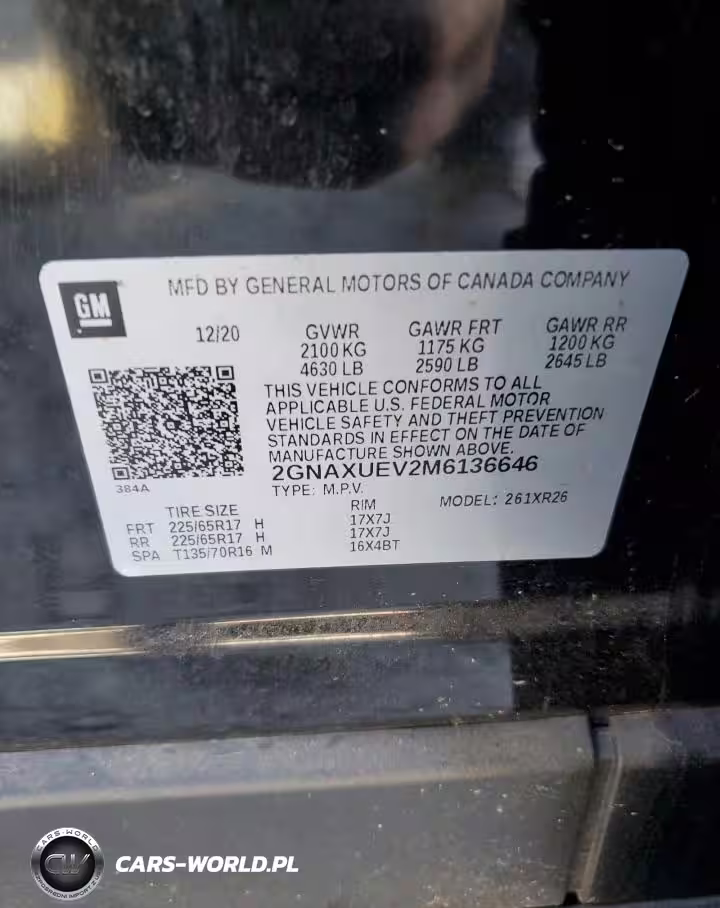 GM
MFD BY GENERAL MOTORS OF CANADA COMPANY
12/20 GVWR GAWR FRT GAWR RR
2100 KG 1175 KG 1200 KG
4630 LB 2590 LB 2645 LB
THIS VEHICLE CONFORMS TO ALL
APPLICABLE U.S. FEDERAL MOTOR
VEHICLE SAFETY AND THEFT PREVENTION
STANDARDS IN EFFECT ON THE DATE OF
MANUFACTURE SHOWN ABOVE.
2GNAXUEV2M6136646
384A
TYPE: M.P.V. MODEL: 261XR26
TIRE SIZE RIM
FRT 225/65R17 H 17X7J
RR 225/65R17 H 17X7J
SPA T135/70R16 M 16X4BT
CARS-WORLD
CW
CARS-WORLD.PL